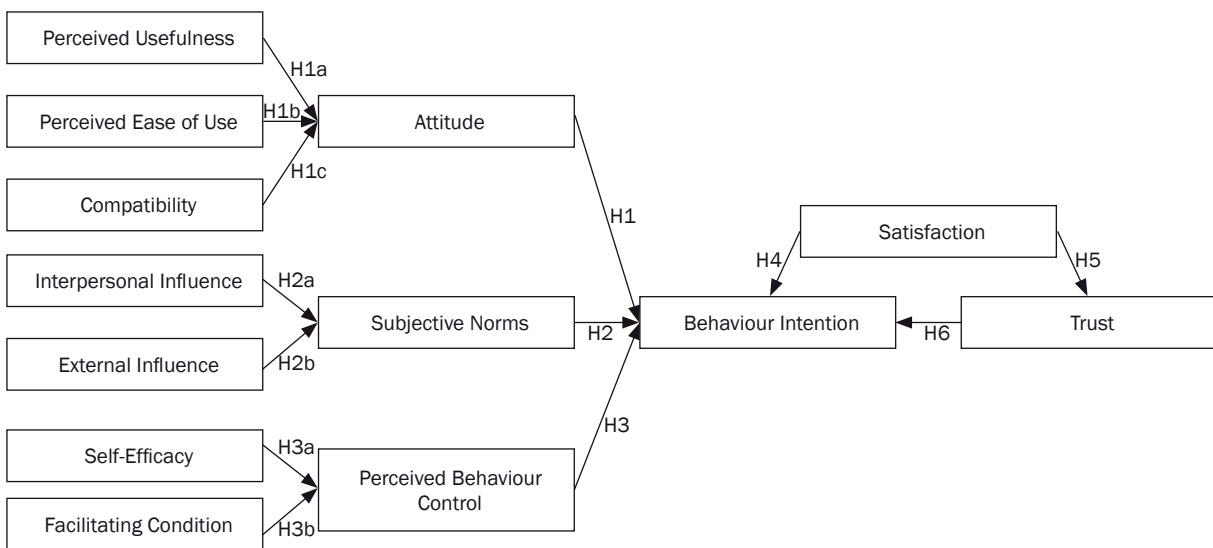 Perceived Usefulness
H1a
Perceived Ease of Use
H1b
Attitude
Compatibility
H1c
H1
Interpersonal Influence
H2a
Subjective Norms
H2
External Influence
H2b
Self-Efficacy
H3a
Perceived Behaviour
Control
H3
Facilitating Condition
H3b
Satisfaction
H4
H5
Behaviour Intention
H6
Trust